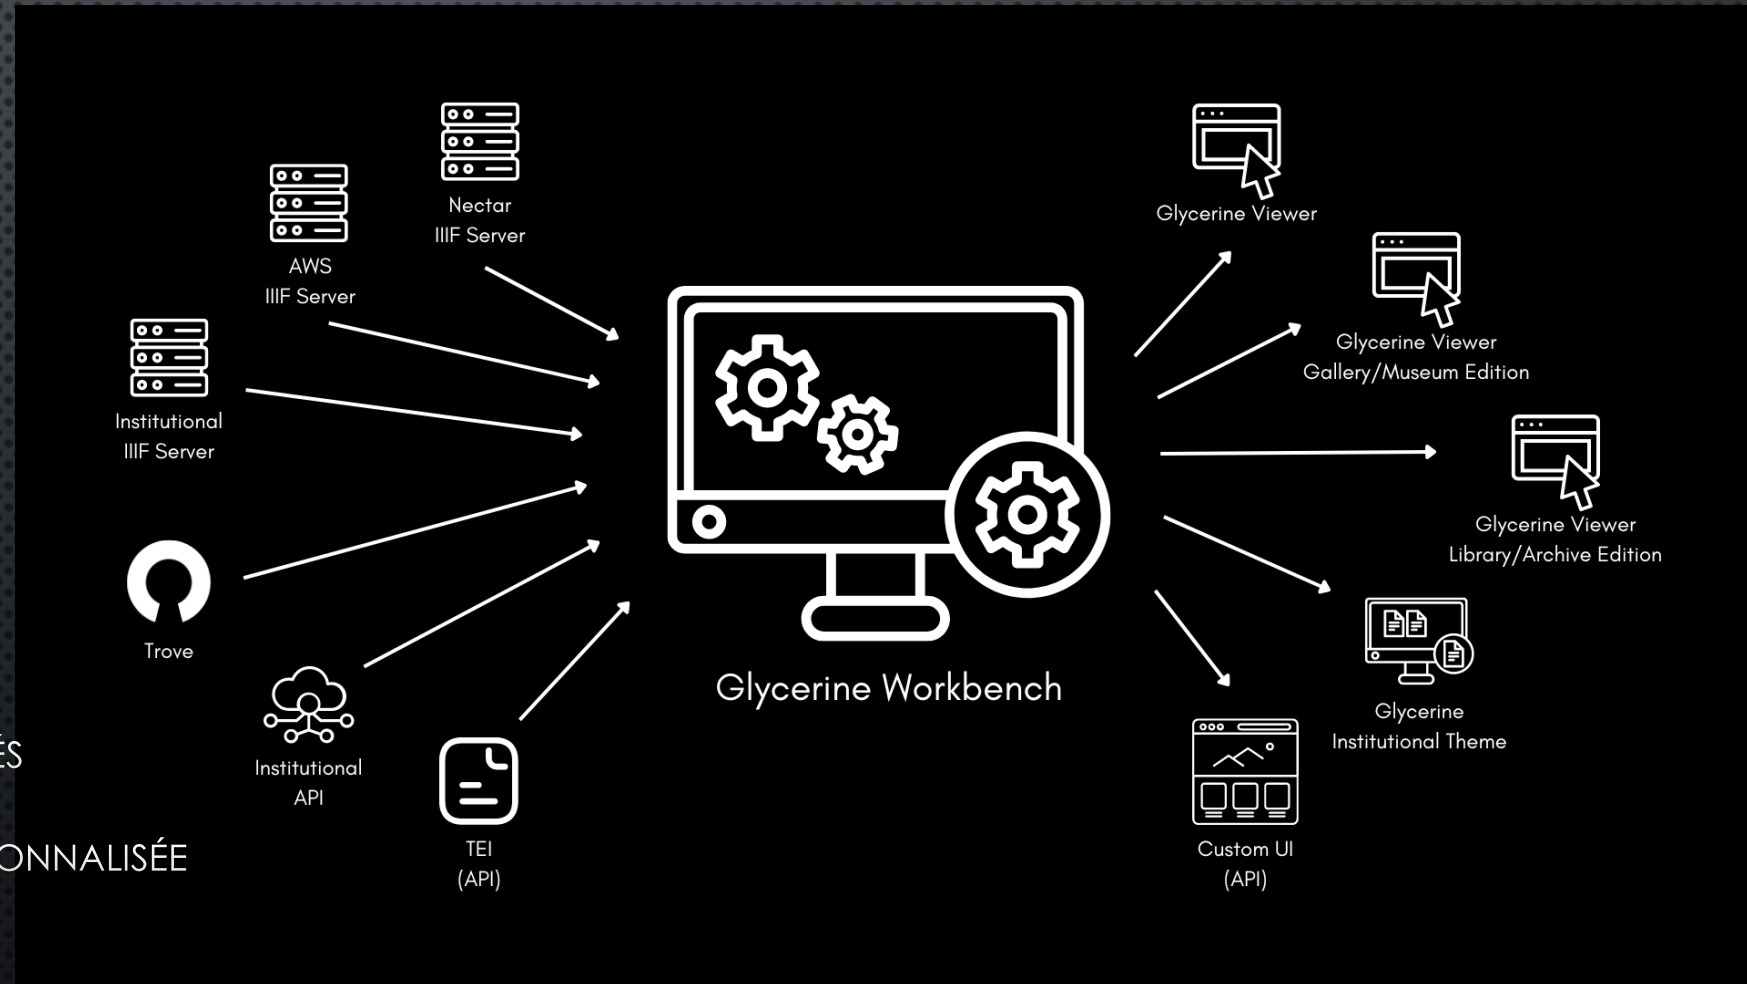 Nectar
IIIF Server
AWS
IIIF Server
Institutional
IIIF Server
Trove
Institutional
API
TEI
(API)
Glycerine Workbench
Glycerine Viewer
Glycerine Viewer
Gallery/Museum Edition
Glycerine Viewer
Library/Archive Edition
Glycerine
Institutional Theme
Custom UI
(API)
ÉS
ONNALISÉE